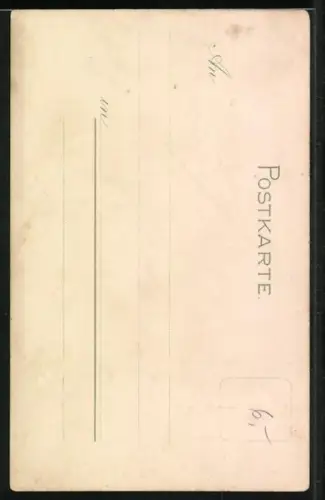 POSTKARTE.
An
in
6,-